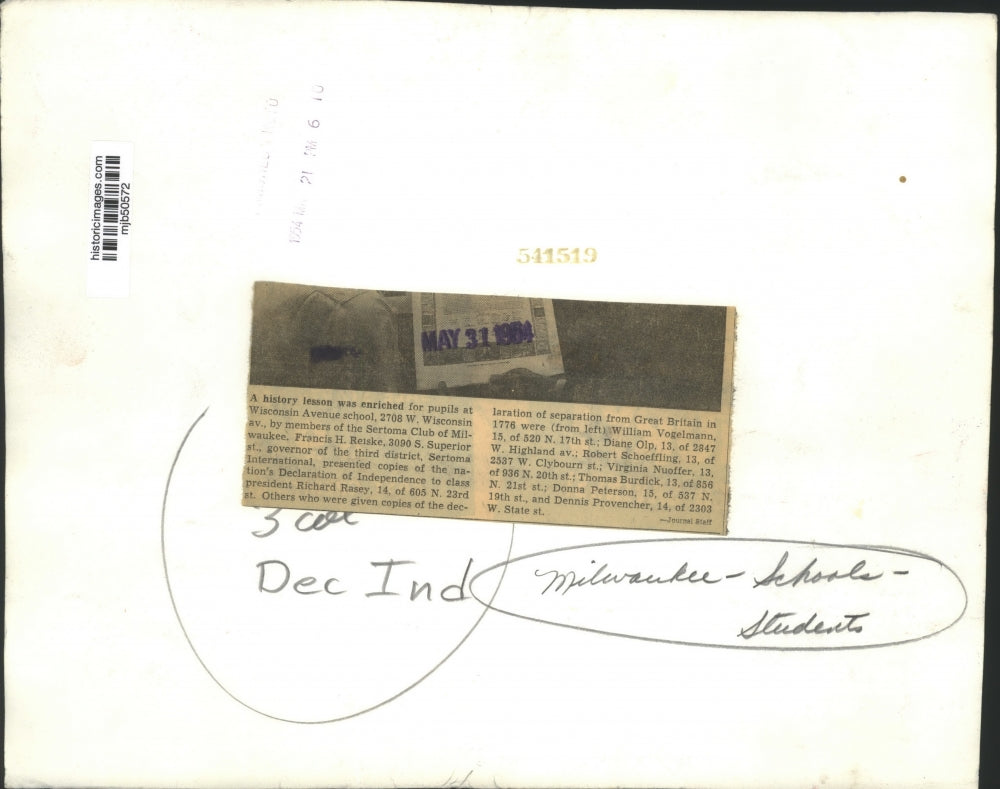 historicimages.com
mjb50572
21 PM 6 10
541519
MAY 31 1954
A history lesson was enriched for pupils at
Wisconsin Avenue school, 2708 W. Wisconsin
av., by members of the Sertoma Club of Mil-
waukee. Francis H. Reiske, 3090 S. Superior
st., governor of the third district, Sertoma
International, presented copies of the na-
tion's Declaration of Independence to class
president Richard Rasey, 14, of 605 N. 23rd
st. Others who were given copies of the dec-
laration of separation from Great Britain in
1776 were (from left) William Vogelmann,
15, of 520 N. 17th st.; Diane Olp, 13, of 2847
W. Highland av.; Robert Schoeffling, 13, of
2537 W. Clybourn st.; Virginia Nuoffer, 13,
of 936 N. 20th st.; Thomas Burdick, 13, of 856
N. 21st st.; Donna Peterson, 15, of 537 N.
19th st., and Dennis Provencher, 14, of 2303
W. State st.
—Journal Staff
3 col
Dec Ind
Milwaukee - Schools -
Students